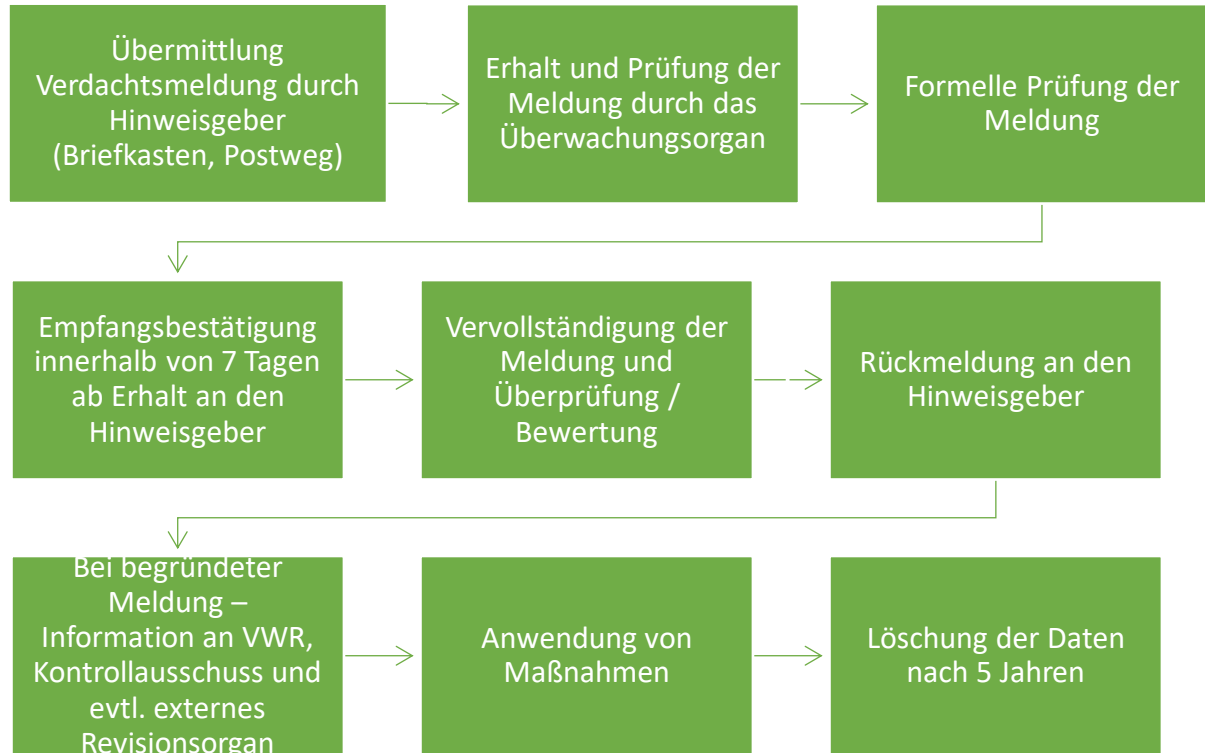 Übermittlung
Verdachtsmeldung durch
Hinweisgeber
(Briefkasten, Postweg)
Erhalt und Prüfung der
Meldung durch das
Überwachungsorgan
Formelle Prüfung der
Meldung
Empfangsbestätigung
innerhalb von 7 Tagen
ab Erhalt an den
Hinweisgeber
Vervollständigung der
Meldung und
Überprüfung /
Bewertung
Rückmeldung an den
Hinweisgeber
Bei begründeter
Meldung –
Information an VWR,
Kontrollausschuss und
evtl. externes
Revisionsorgan
Anwendung von
Maßnahmen
Löschung der Daten
nach 5 Jahren